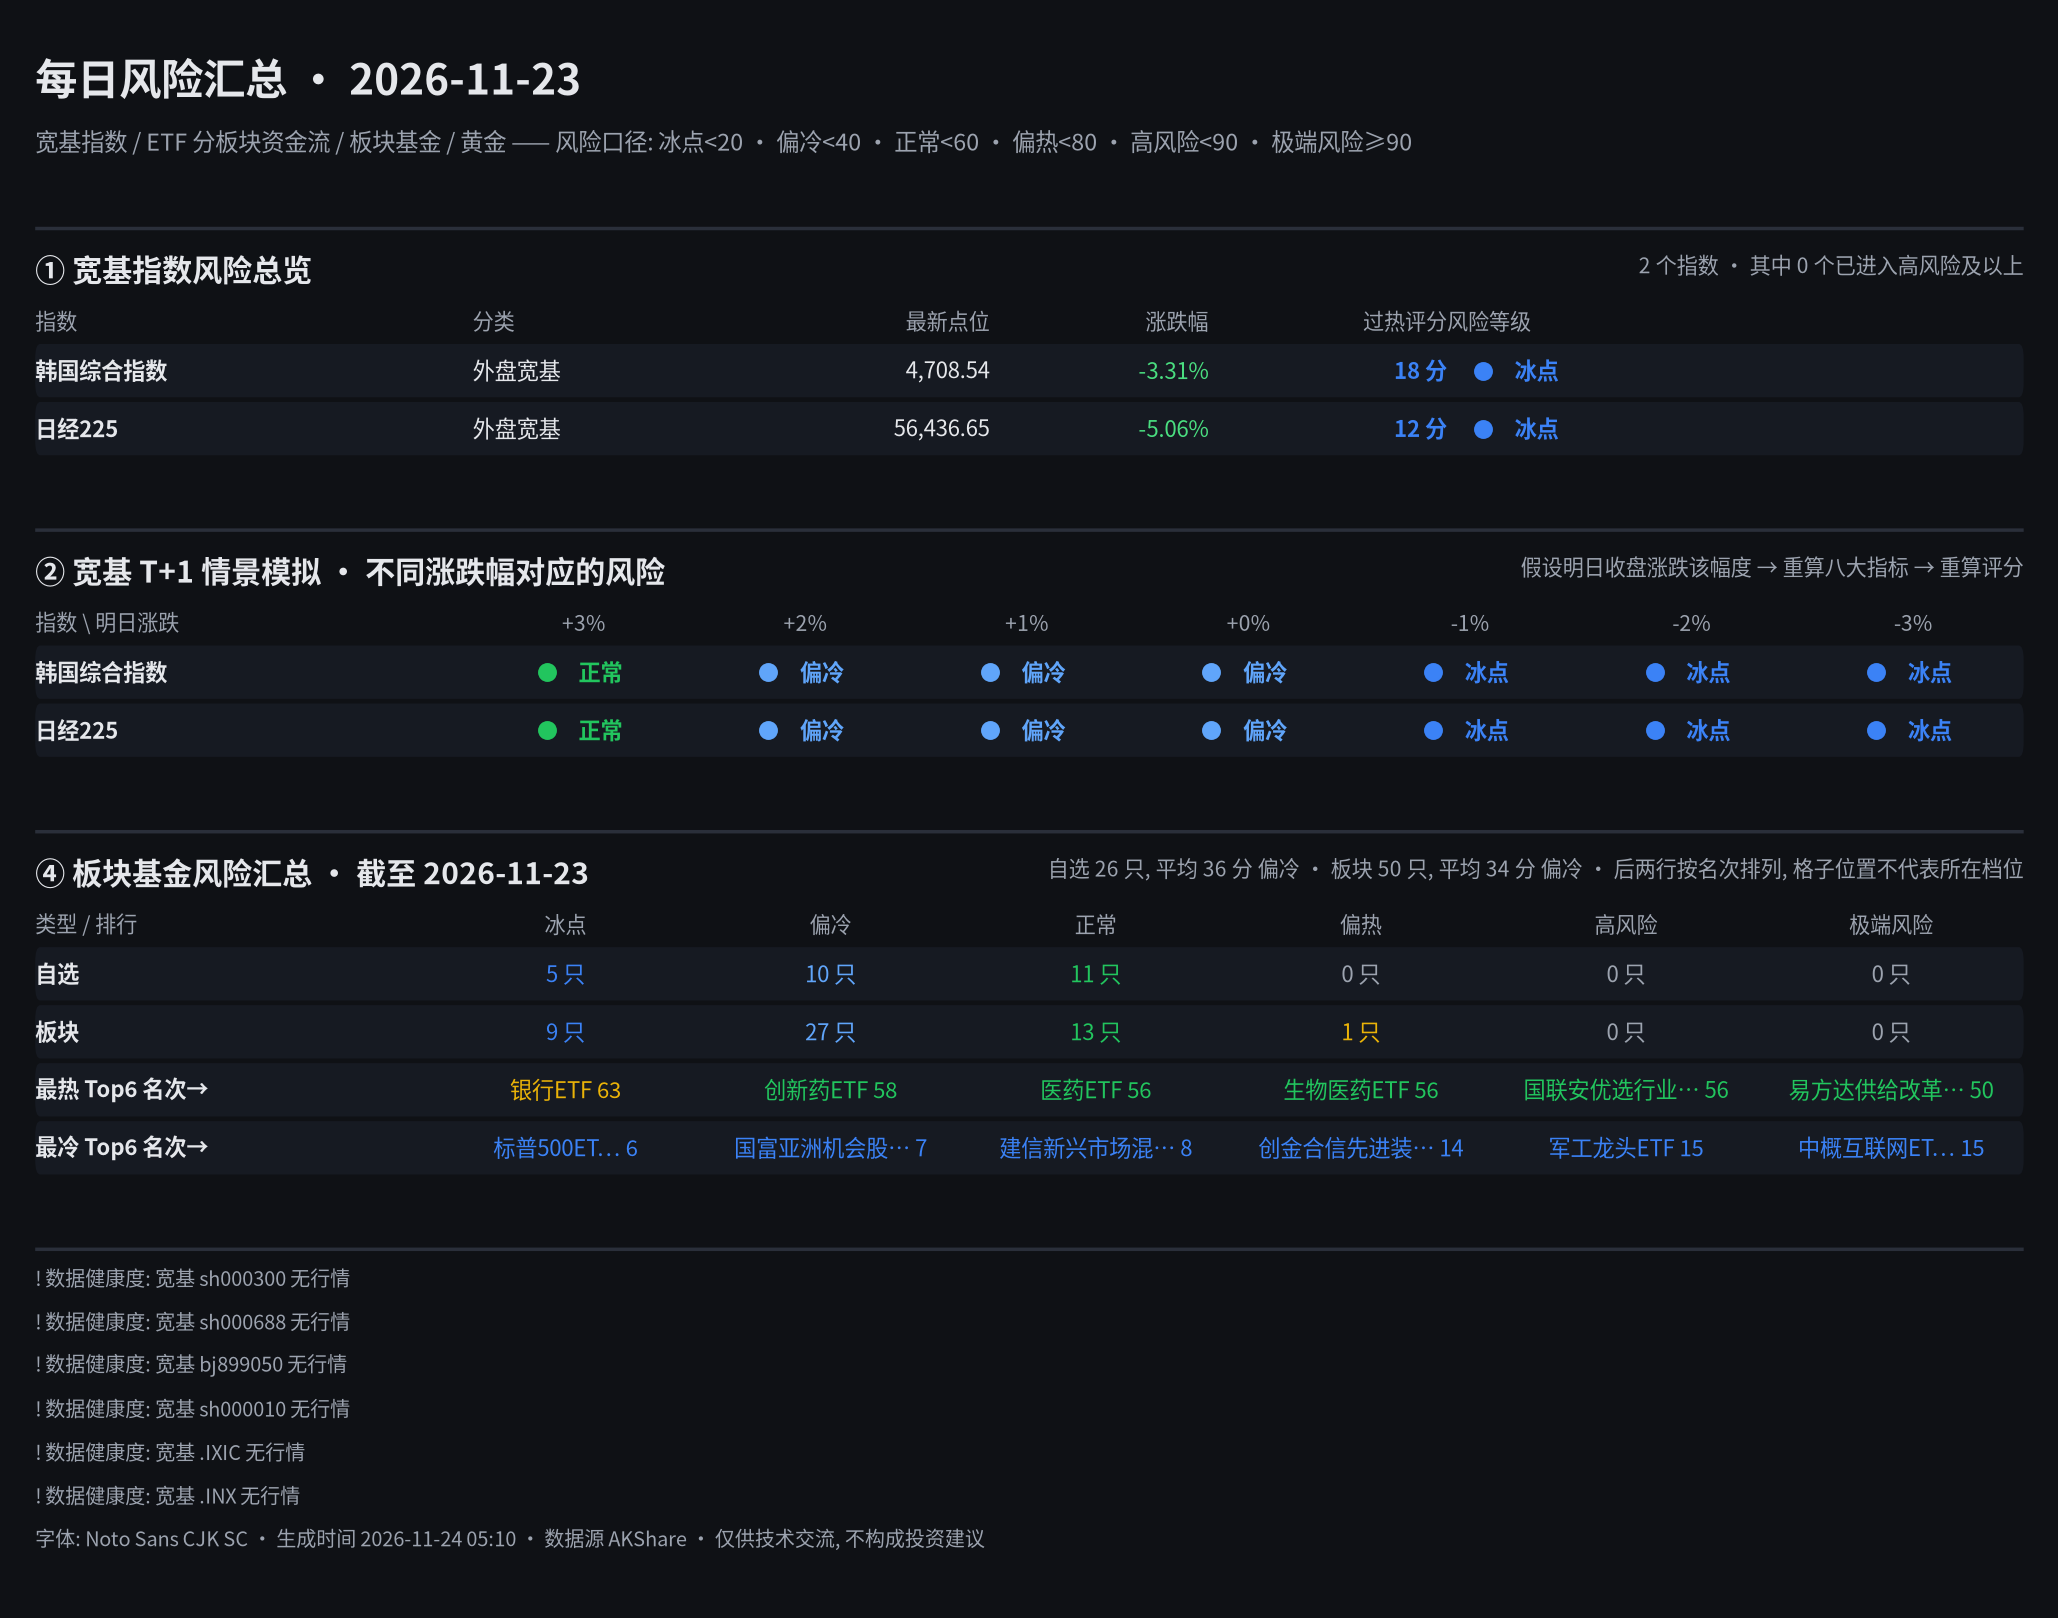 每日风险汇总 · 2026-11-23
宽基指数 / ETF 分板块资金流 / 板块基金 / 黄金 —— 风险口径: 冰点<20 · 偏冷<40 · 正常<60 · 偏热<80 · 高风险<90 · 极端风险≥90
① 宽基指数风险总览 2 个指数 · 其中 0 个已进入高风险及以上
指数 分类 最新点位 涨跌幅 过热评分 风险等级
韩国综合指数 外盘宽基 4,708.54 -3.31% 18 分 ● 冰点
日经225 外盘宽基 56,436.65 -5.06% 12 分 ● 冰点
② 宽基 T+1 情景模拟 · 不同涨跌幅对应的风险 假设明日收盘涨跌该幅度 → 重算八大指标 → 重算评分
指数 \ 明日涨跌 +3% +2% +1% +0% -1% -2% -3%
韩国综合指数 ● 正常 ● 偏冷 ● 偏冷 ● 偏冷 ● 冰点 ● 冰点 ● 冰点
日经225 ● 正常 ● 偏冷 ● 偏冷 ● 偏冷 ● 冰点 ● 冰点 ● 冰点
④ 板块基金风险汇总 · 截至 2026-11-23 自选 26 只, 平均 36 分 偏冷 · 板块 50 只, 平均 34 分 偏冷 · 后两行按名次排列, 格子位置不代表所在档位
类型 / 排行 冰点 偏冷 正常 偏热 高风险 极端风险
自选 5 只 10 只 11 只 0 只 0 只 0 只
板块 9 只 27 只 13 只 1 只 0 只 0 只
最热 Top6 名次→ 银行ETF 63 创新药ETF 58 医药ETF 56 生物医药ETF 56 国联安优选行业… 56 易方达供给改革… 50
最冷 Top6 名次→ 标普500ET… 6 国富亚洲机会股… 7 建信新兴市场混… 8 创金合信先进装… 14 军工龙头ETF 15 中概互联网ET… 15
! 数据健康度: 宽基 sh000300 无行情
! 数据健康度: 宽基 sh000688 无行情
! 数据健康度: 宽基 bj899050 无行情
! 数据健康度: 宽基 sh000010 无行情
! 数据健康度: 宽基 .IXIC 无行情
! 数据健康度: 宽基 .INX 无行情
字体: Noto Sans CJK SC · 生成时间 2026-11-24 05:10 · 数据源 AKShare · 仅供技术交流, 不构成投资建议